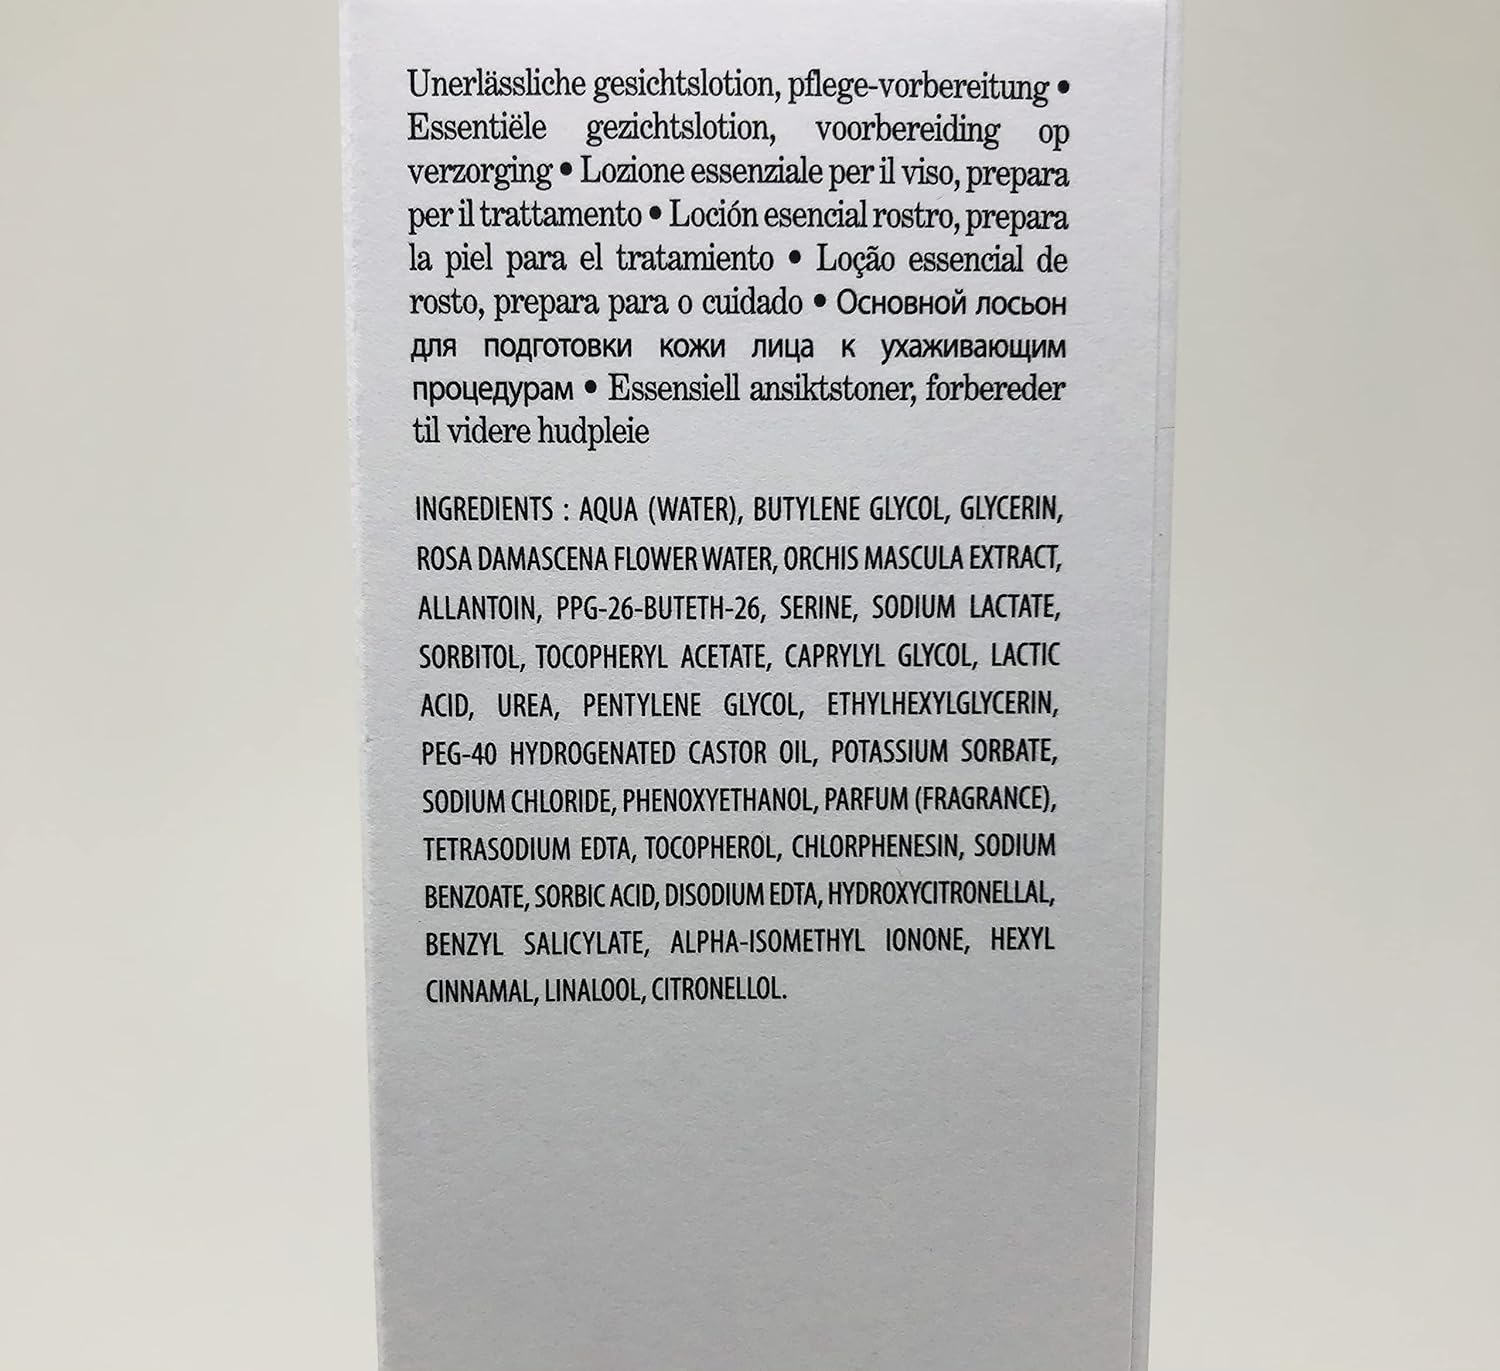 Unerlässliche gesichtslotion, pflege-vorbereitung •
Essentiële gezichtslotion, voorbereiding op
verzorging • Lozione essenziale per il viso, prepara
per il trattamento • Loción esencial rostro, prepara
la piel para el tratamiento • Loção essencial de
rosto, prepara para o cuidado • Основной лосьон
для подготовки кожи лица к ухаживающим
процедурам • Essensiell ansiktstoner, forbereder
til videre hudpleie
INGREDIENTS : AQUA (WATER), BUTYLENE GLYCOL, GLYCERIN,
ROSA DAMASCENA FLOWER WATER, ORCHIS MASCULA EXTRACT,
ALLANTOIN, PPG-26-BUTETH-26, SERINE, SODIUM LACTATE,
SORBITOL, TOCOPHERYL ACETATE, CAPRYLYL GLYCOL, LACTIC
ACID, UREA, PENTYLENE GLYCOL, ETHYLHEXYLGLYCERIN,
PEG-40 HYDROGENATED CASTOR OIL, POTASSIUM SORBATE,
SODIUM CHLORIDE, PHENOXYETHANOL, PARFUM (FRAGRANCE),
TETRASODIUM EDTA, TOCOPHEROL, CHLORPHENESIN, SODIUM
BENZOATE, SORBIC ACID, DISODIUM EDTA, HYDROXYCITRONELLAL,
BENZYL SALICYLATE, ALPHA-ISOMETHYL IONONE, HEXYL
CINNAMAL, LINALOOL, CITRONELLOL.